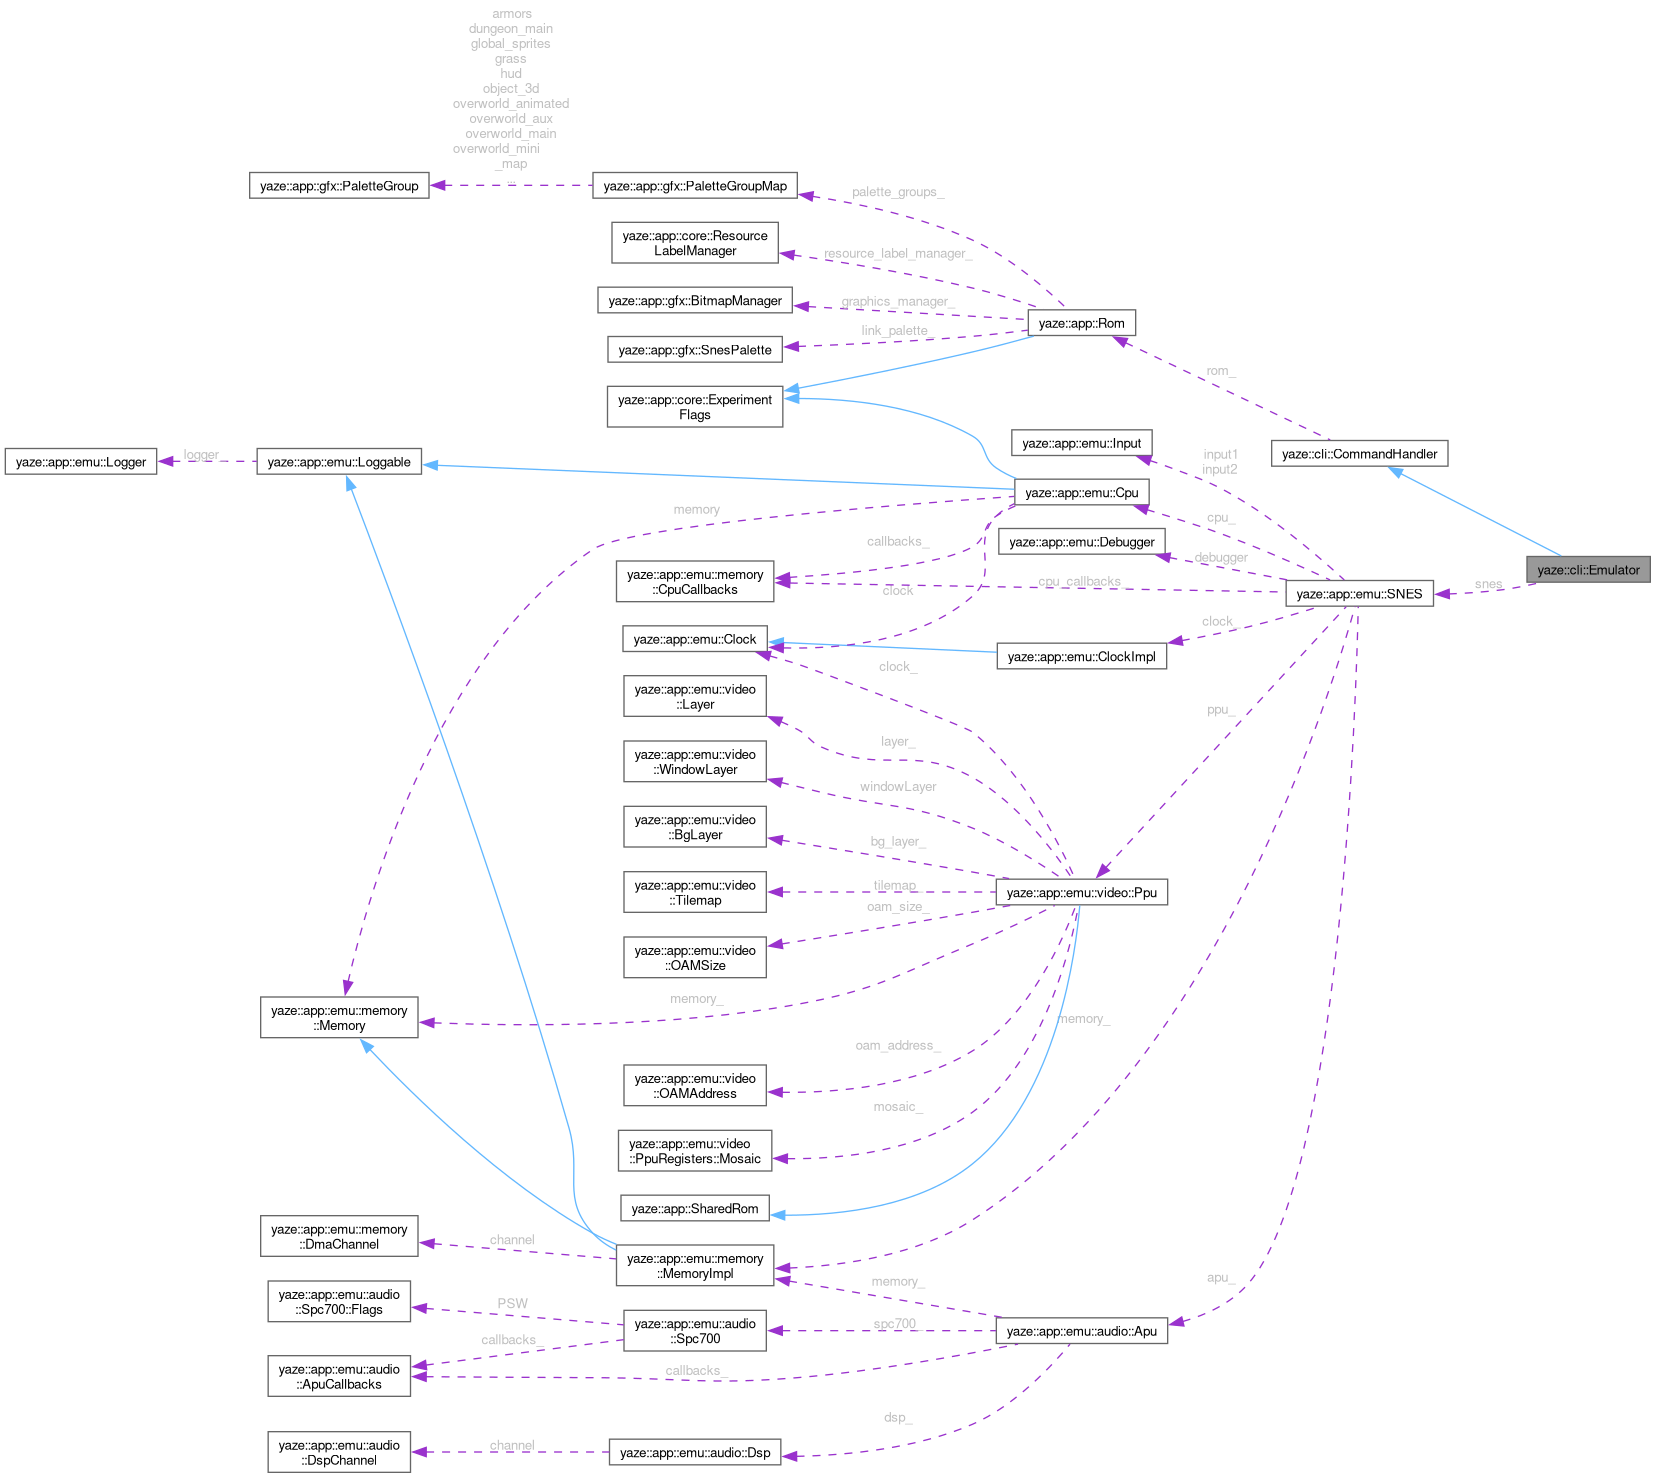 armors
dungeon_main
global_sprites
grass
hud
object_3d
overworld_animated
overworld_aux
overworld_main
overworld_mini
_map
...
yaze::app::gfx::PaletteGroup
yaze::app::gfx::PaletteGroupMap
palette_groups_
yaze::app::core::Resource
LabelManager
resource_label_manager_
yaze::app::gfx::BitmapManager
graphics_manager_
yaze::app::Rom
link_palette_
yaze::app::gfx::SnesPalette
rom_
yaze::app::core::Experiment
Flags
yaze::app::emu::Input
yaze::cli::CommandHandler
input1
input2
yaze::app::emu::Logger
logger_
yaze::app::emu::Loggable
yaze::app::emu::Cpu
memory
cpu_
callbacks_
yaze::app::emu::Debugger
debugger
yaze::cli::Emulator
yaze::app::emu::memory
::CpuCallbacks
cpu_callbacks_
clock
snes_
yaze::app::emu::SNES
yaze::app::emu::Clock
clock_
yaze::app::emu::ClockImpl
clock_
yaze::app::emu::video
::Layer
ppu_
layer_
yaze::app::emu::video
::WindowLayer
windowLayer
yaze::app::emu::video
::BgLayer
bg_layer_
yaze::app::emu::video
::Tilemap
tilemap_
yaze::app::emu::video::Ppu
oam_size_
yaze::app::emu::video
::OAMSize
yaze::app::emu::memory
::Memory
memory_
memory_
oam_address_
yaze::app::emu::video
::OAMAddress
mosaic_
yaze::app::emu::video
::PpuRegisters::Mosaic
yaze::app::SharedRom
yaze::app::emu::memory
::DmaChannel
channel
yaze::app::emu::memory
::MemoryImpl
memory_
apu_
yaze::app::emu::audio
::Spc700::Flags
PSW
yaze::app::emu::audio
::Spc700
spc700_
yaze::app::emu::audio::Apu
callbacks_
yaze::app::emu::audio
::ApuCallbacks
callbacks_
dsp_
yaze::app::emu::audio
::DspChannel
channel
yaze::app::emu::audio::Dsp